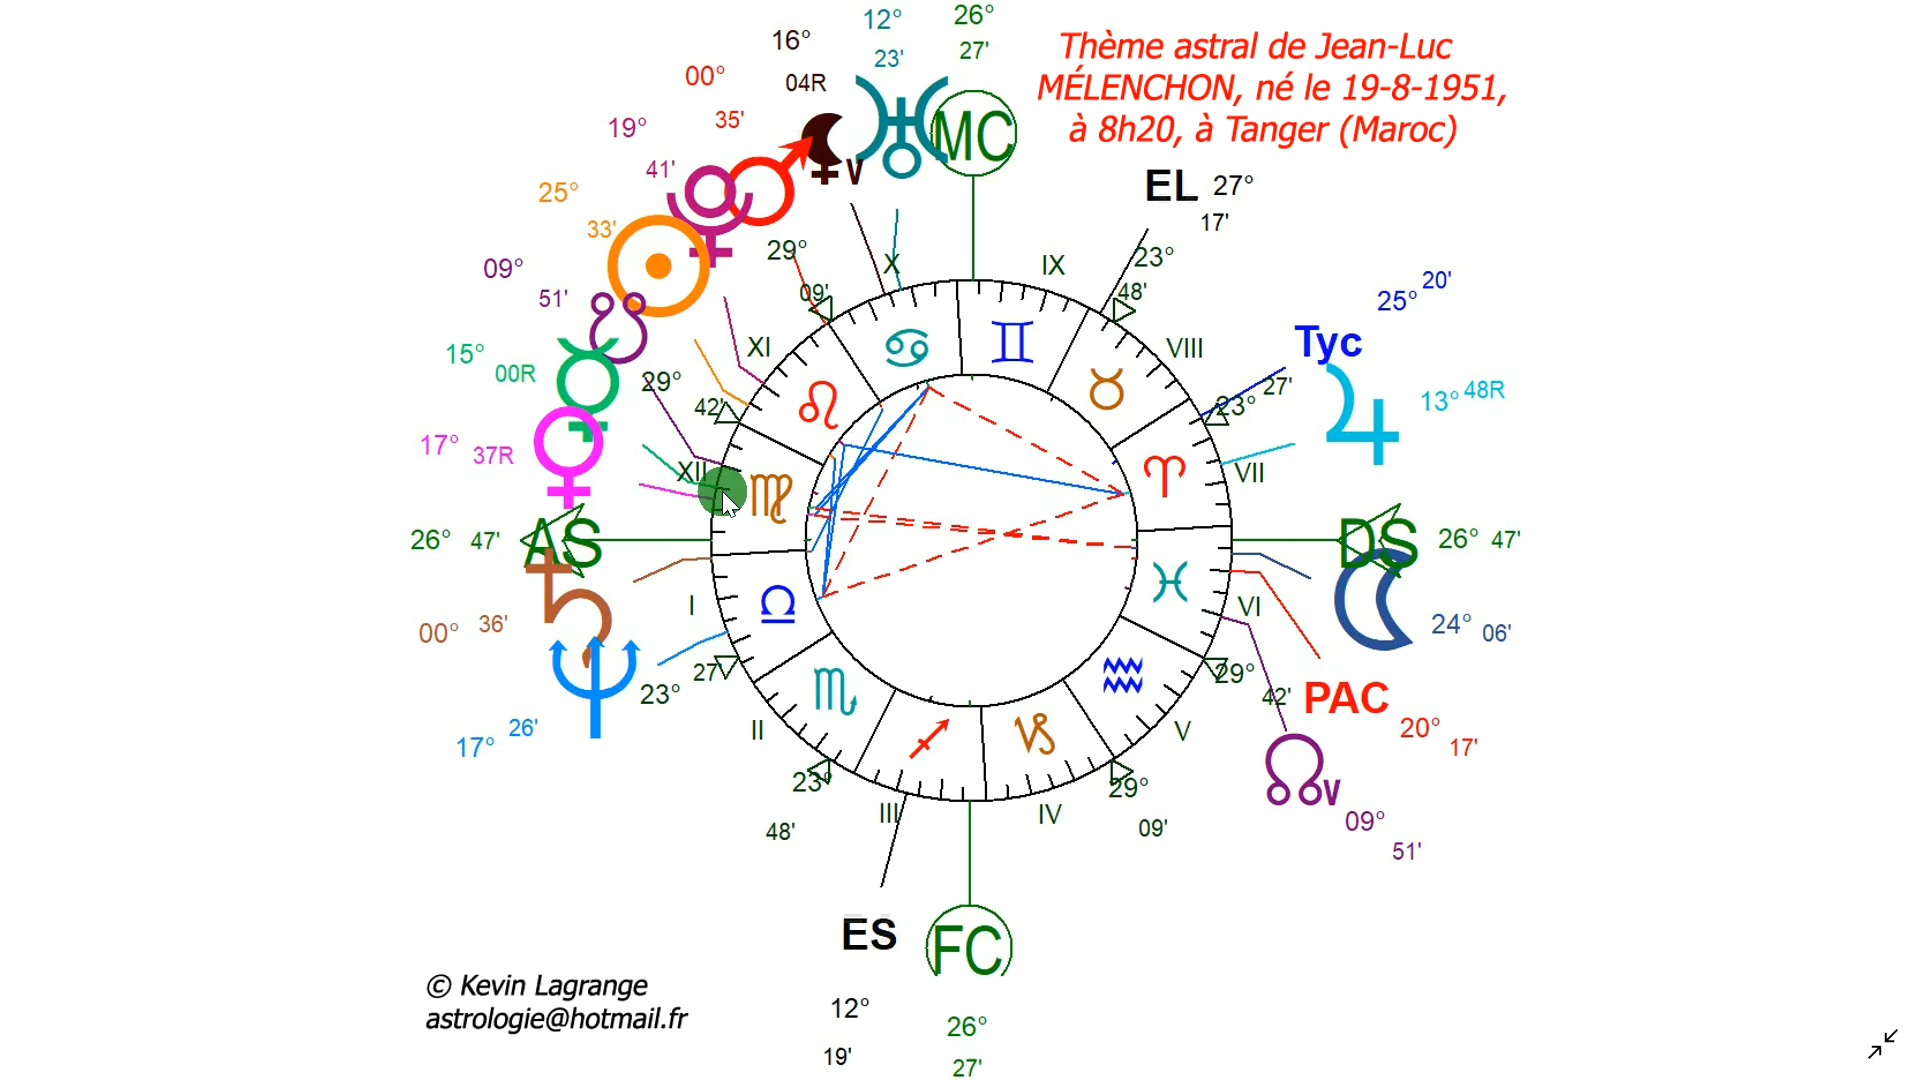 Thème astral de Jean-Luc
MÉLENCHON, né le 19-8-1951,
à 8h20, à Tanger (Maroc)
12°
23'
26°
27'
MC
16°
04R
V
00°
35'
19°
41'
25°
33'
09°
51'
15°
00R
17°
37R
AS
26° 47'
00° 36'
17° 26'
EL 27°
17'
23°
48'
29°
09'
29°
42'
X
IX
XI
VIII
XII
VII
I
VI
II
V
III
IV
Tyc
25° 20'
23° 27'
13° 48R
DS
26° 47'
24° 06'
PAC
20°
17'
29°
42'
V
09°
51'
23° 27'
23°
48'
29°
09'
ES
12°
19'
FC
26°
27'
© Kevin Lagrange
astrologie@hotmail.fr